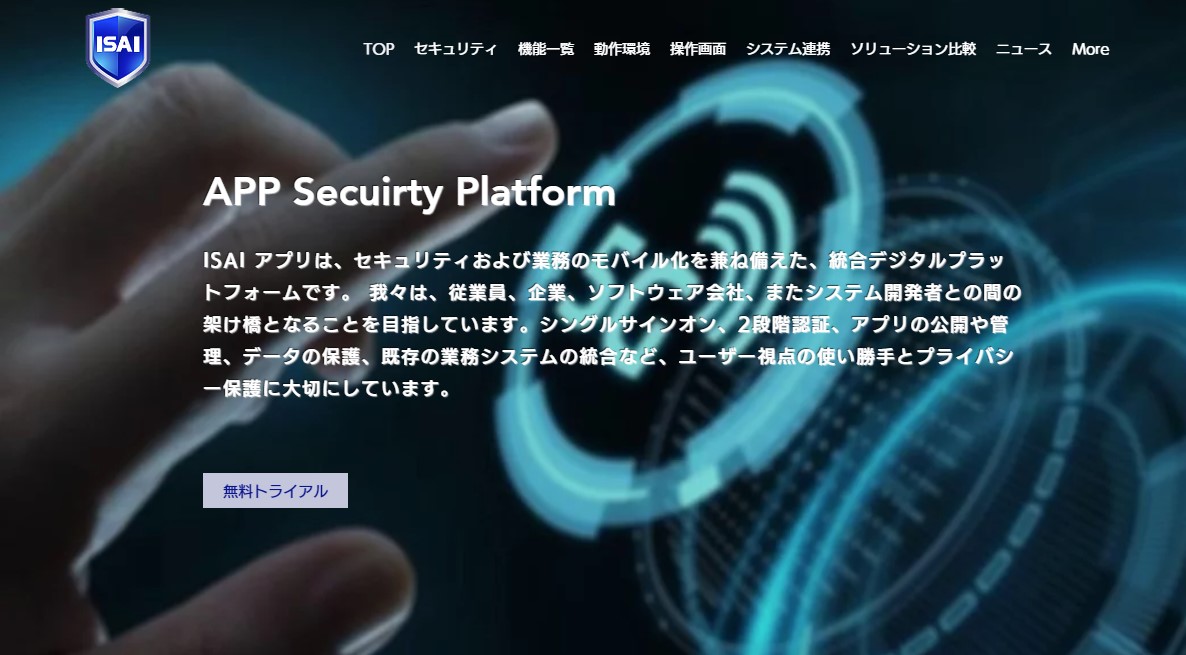 ISAI
TOP セキュリティ 機能一覧 動作環境 操作画面 システム連携 ソリューション比較 ニュース More
APP Secuirty Platform
ISAI アプリは、セキュリティおよび業務のモバイル化を兼ね備えた、統合デジタルプラッ
トフォームです。 我々は、従業員、企業、ソフトウェア会社、またシステム開発者との間の
架け橋となることを目指しています。シングルサインオン、2段階認証、アプリの公開や管
理、データの保護、既存の業務システムの統合など、ユーザー視点の使い勝手とプライバシ
ー保護に大切にしています。
無料トライアル